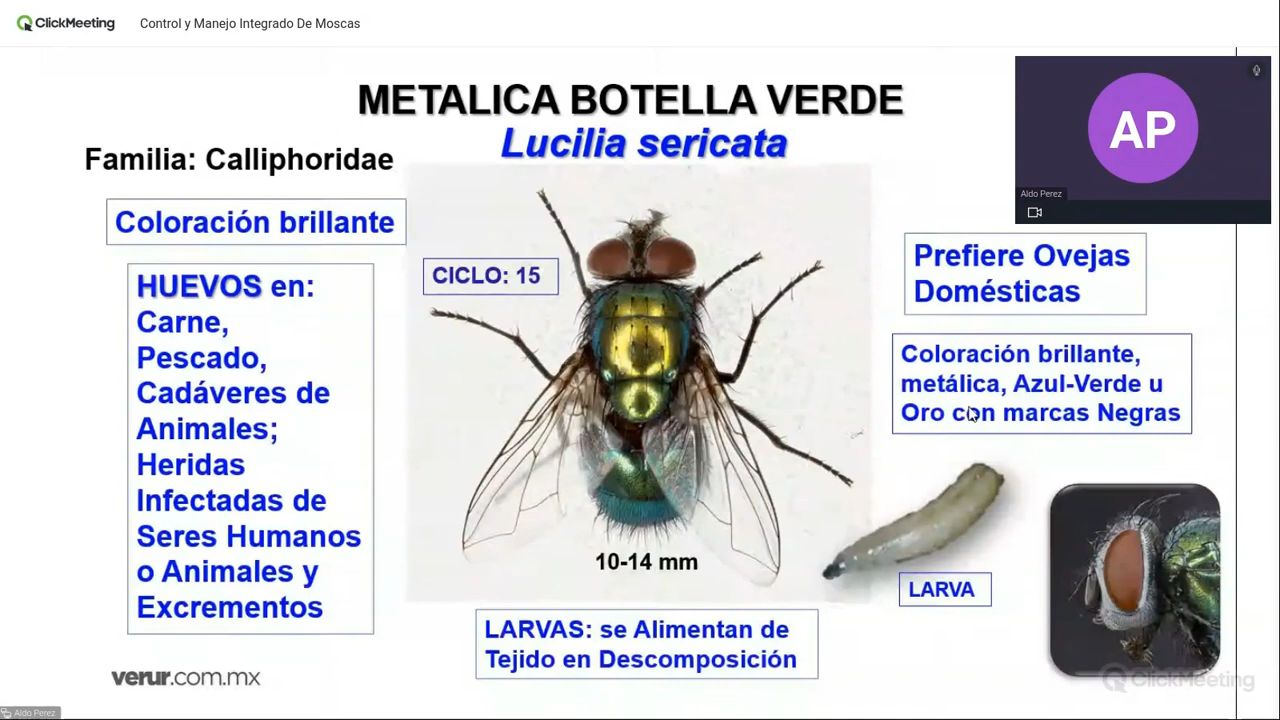 ClickMeeting
Control y Manejo Integrado De Moscas
METALICA BOTELLA VERDE
Lucilia sericata
Familia: Calliphoridae
AP
Aldo Perez
Coloración brillante
HUEVOS en:
Carne,
Pescado,
Cadáveres de
Animales;
Heridas
Infectadas de
Seres Humanos
o Animales y
Excrementos
CICLO: 15
Prefiere Ovejas
Domésticas
Coloración brillante,
metálica, Azul-Verde u
Oro con marcas Negras
10-14 mm
LARVA
LARVAS: se Alimentan de
Tejido en Descomposición
verur.com.mx
ClickMeeting
Aldo Perez